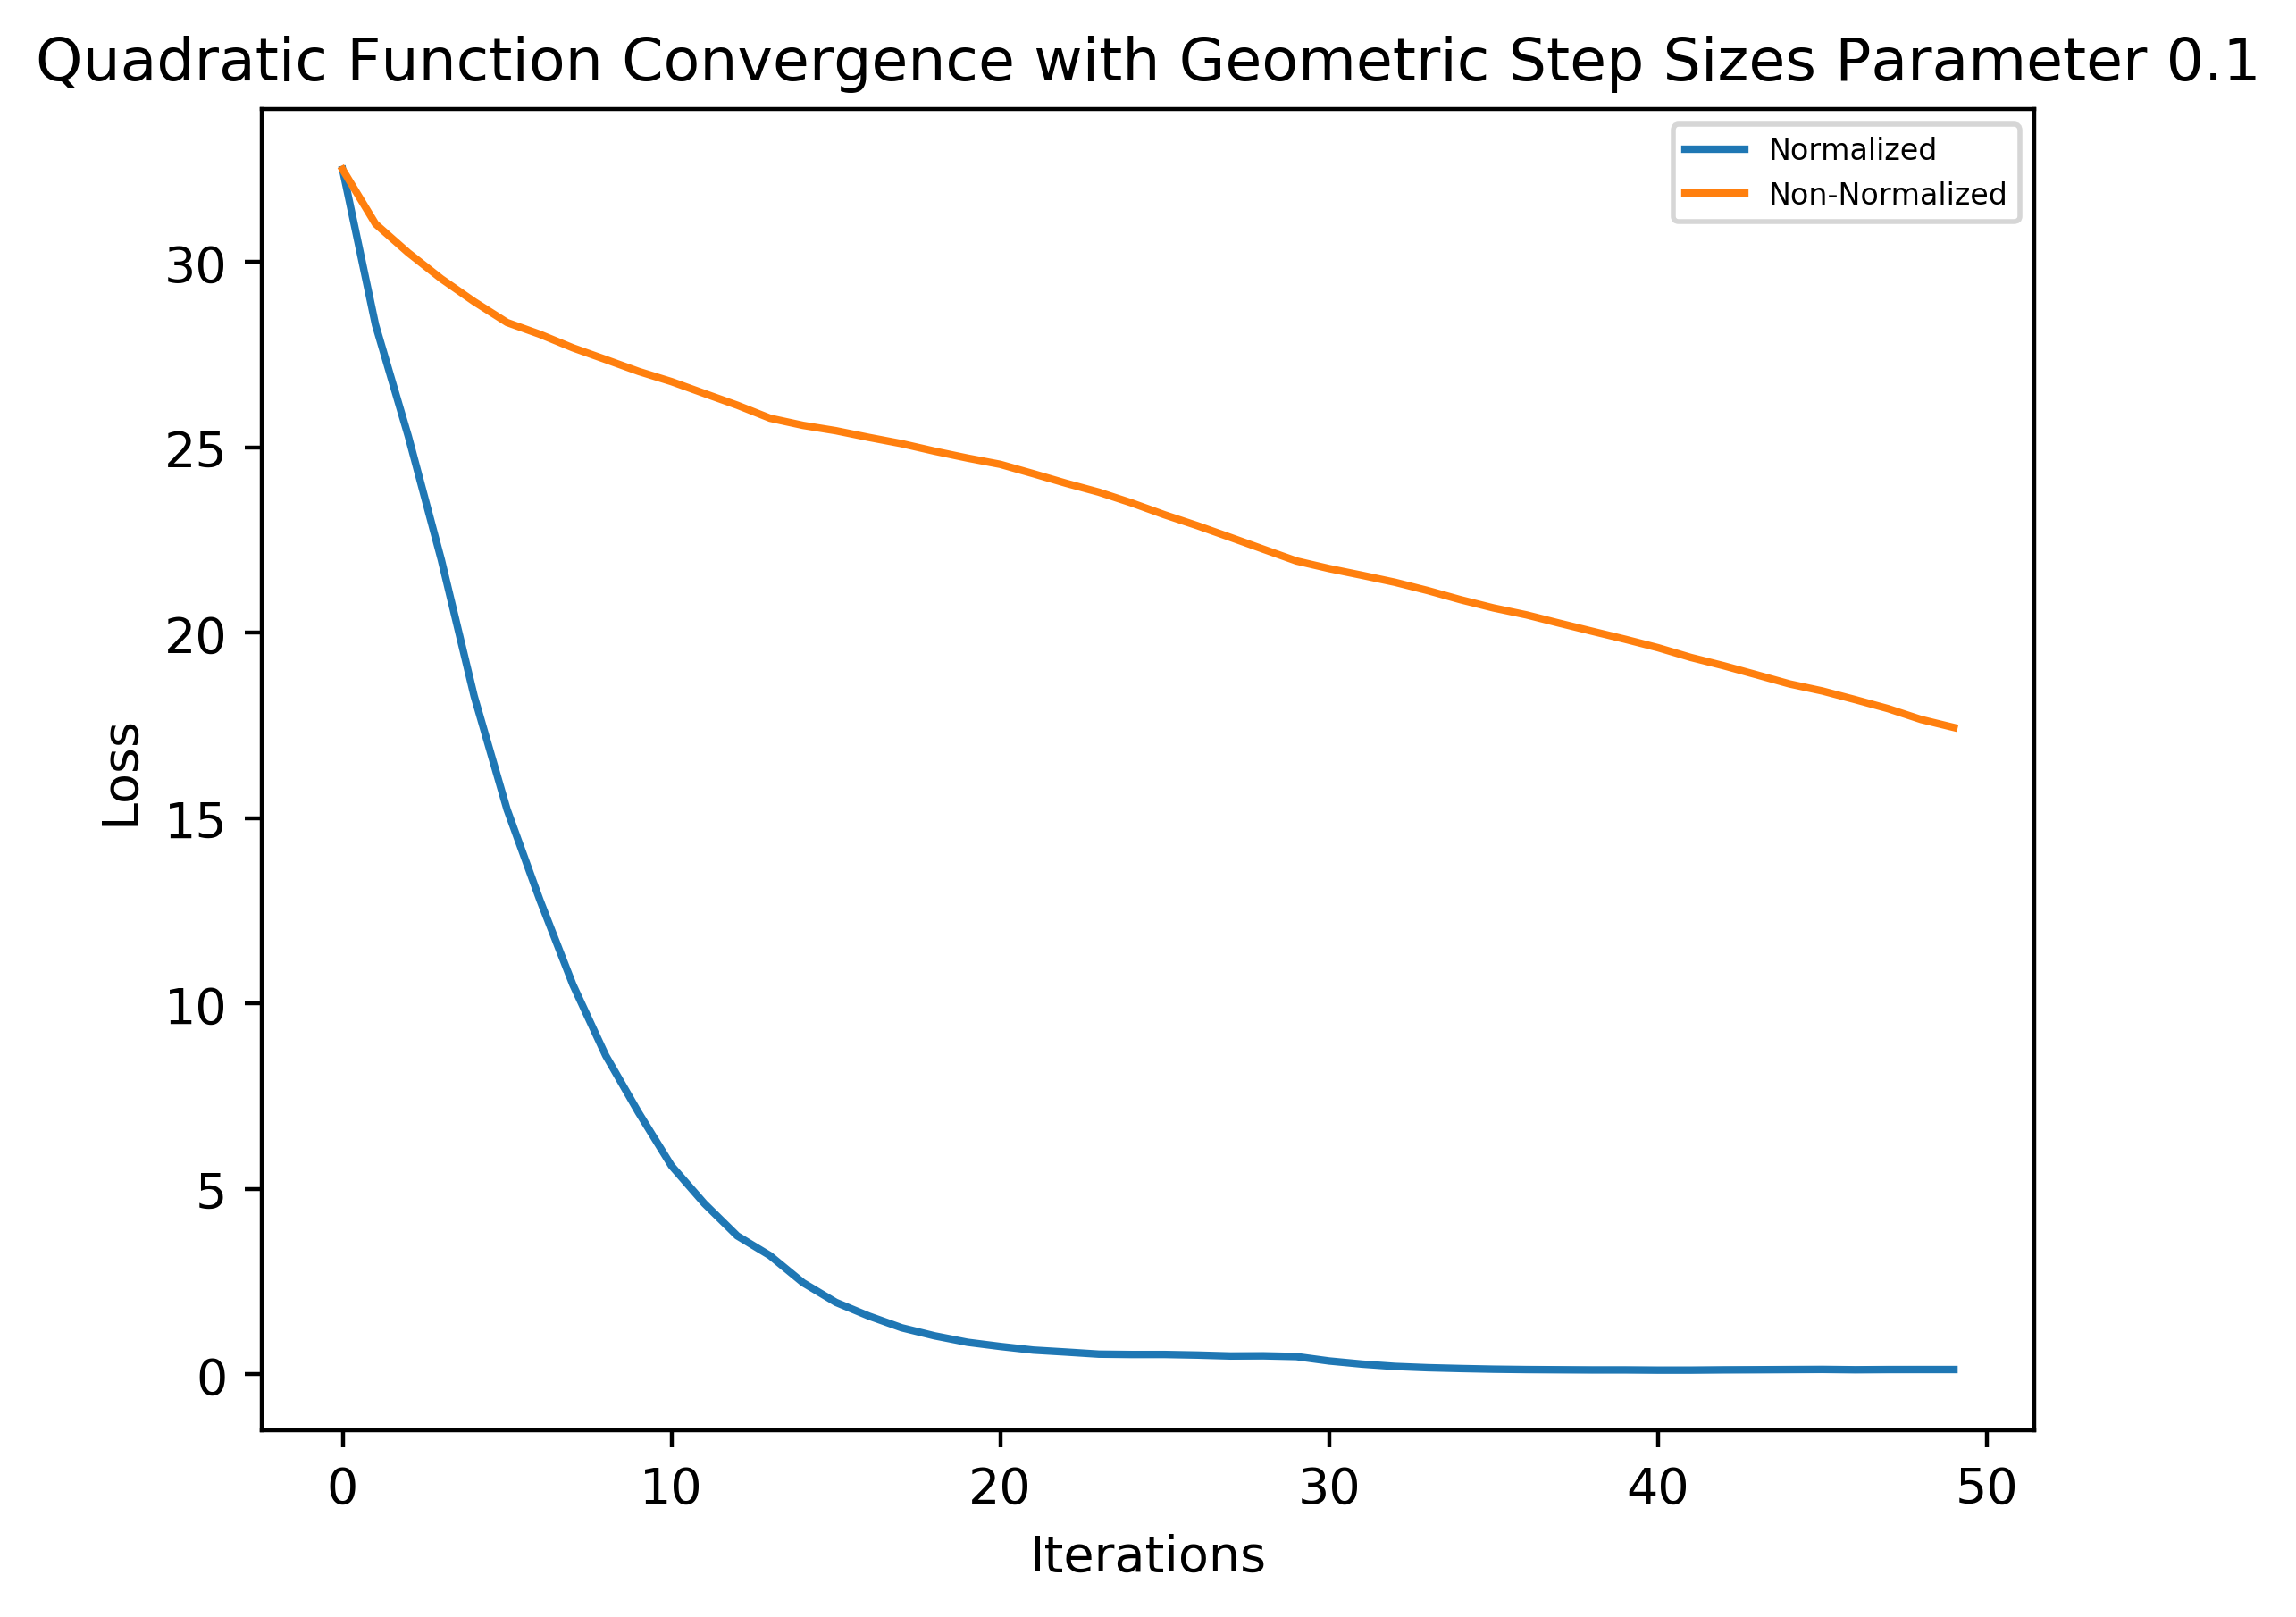 Quadratic Function Convergence with Geometric Step Sizes Parameter 0.1
Normalized
Non-Normalized
Loss
30
25
20
15
10
5
0
0 10 20 30 40 50
Iterations